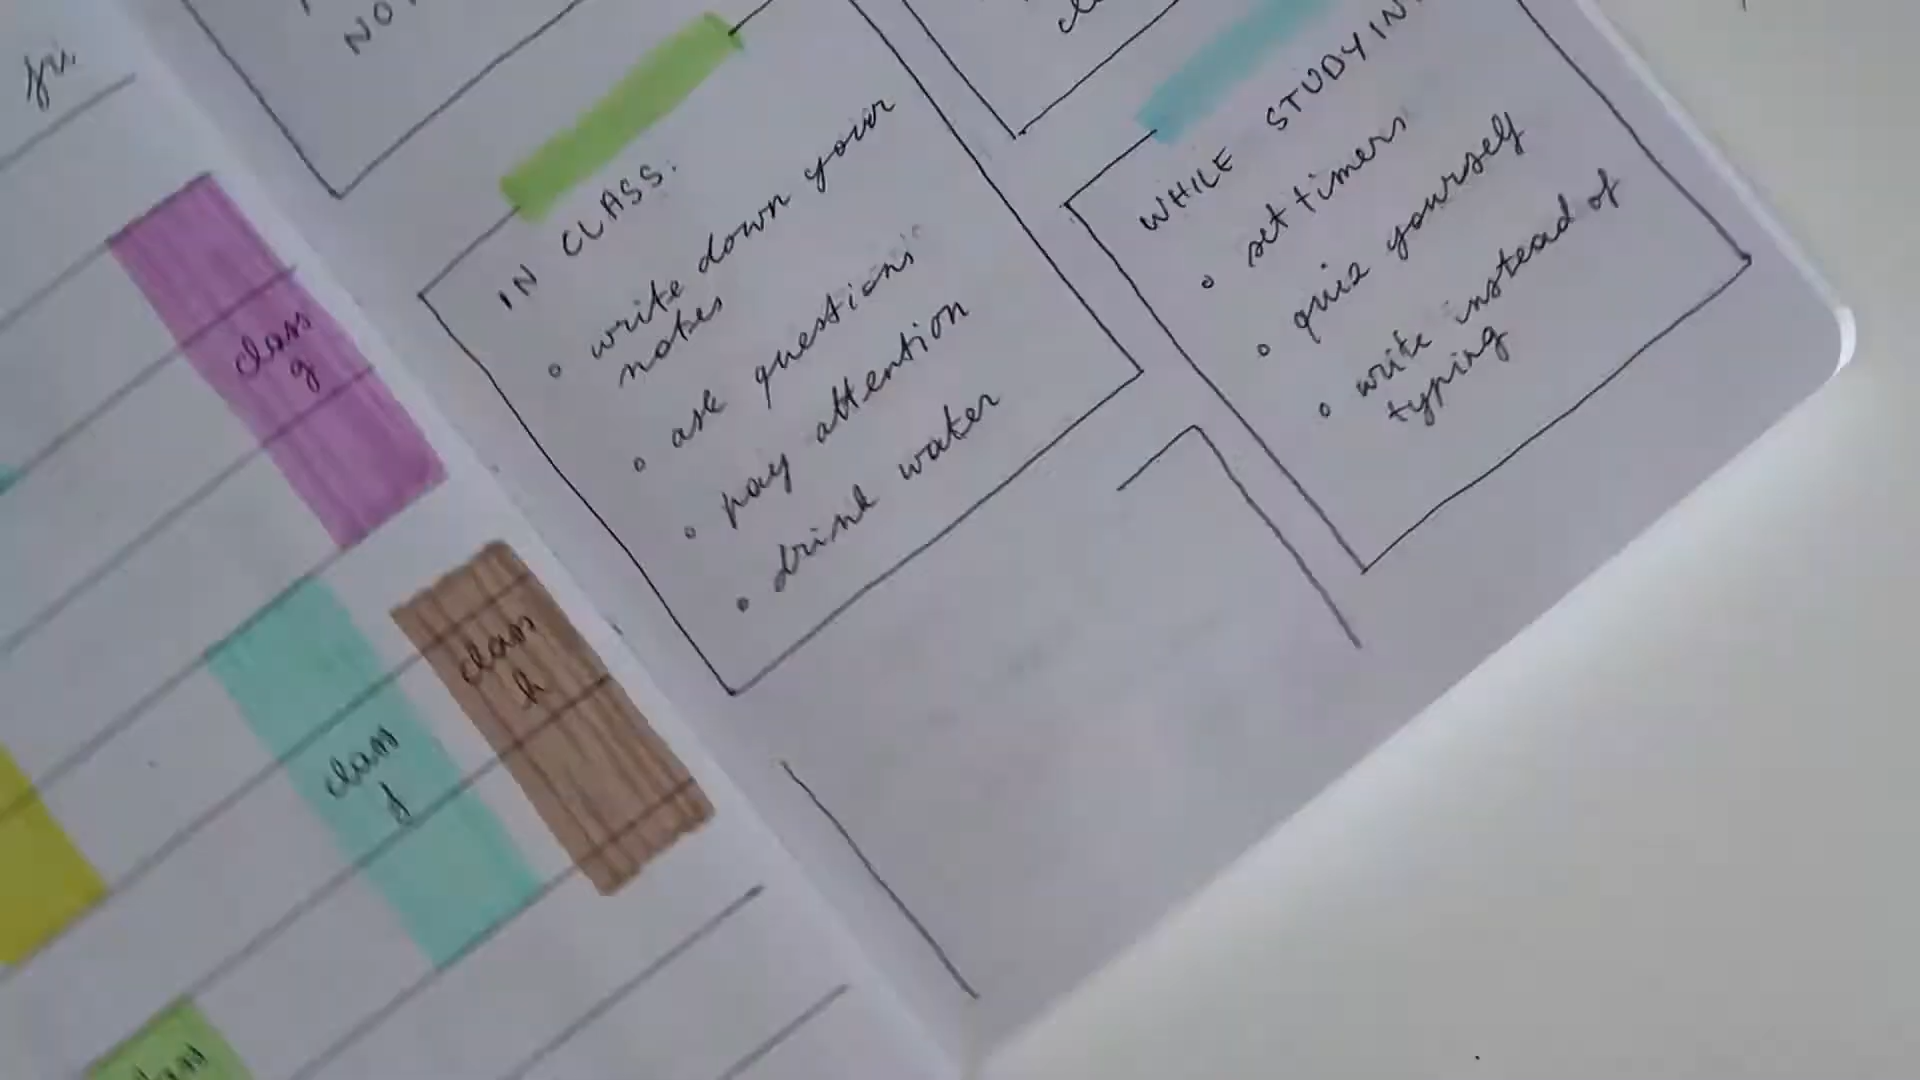 fri.
class
g
class
f
class
h
NO
IN CLASS:
◦ write down your
notes
◦ ask questions
◦ pay attention
◦ drink water
WHILE STUDYIN
◦ set timers
◦ quiz yourself
◦ write instead of
typing